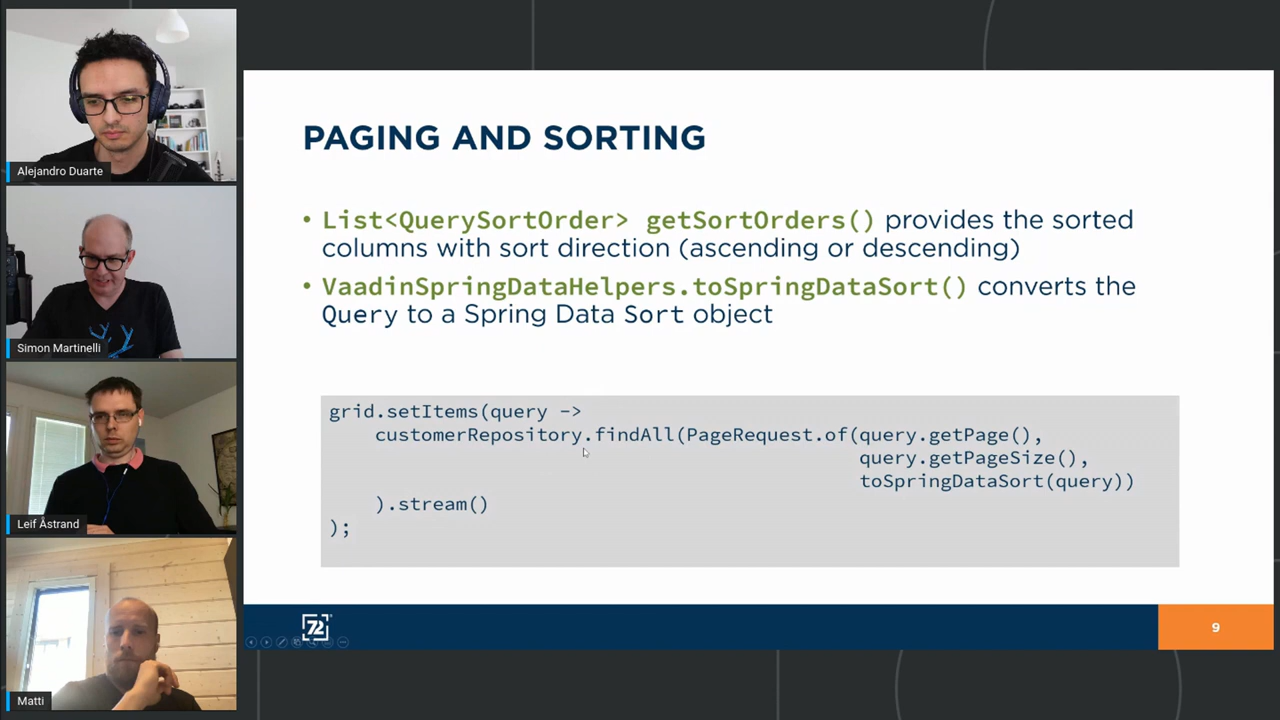 Alejandro Duarte
Simon Martinelli
Leif Åstrand
Matti
PAGING AND SORTING
• List<QuerySortOrder> getSortOrders() provides the sorted
columns with sort direction (ascending or descending)
• VaadinSpringDataHelpers.toSpringDataSort() converts the
Query to a Spring Data Sort object
grid.setItems(query ->
customerRepository.findAll(PageRequest.of(query.getPage(),
query.getPageSize(),
toSpringDataSort(query))
).stream()
);
72
9